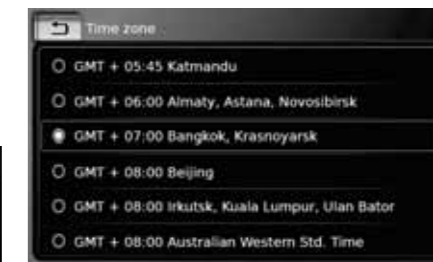 Time zone
GMT + 05:45 Katmandu
GMT + 06:00 Almaty, Astana, Novosibirsk
GMT + 07:00 Bangkok, Krasnoyarsk
GMT + 08:00 Beijing
GMT + 08:00 Irkutsk, Kuala Lumpur, Ulan Bator
GMT + 08:00 Australian Western Std. Time